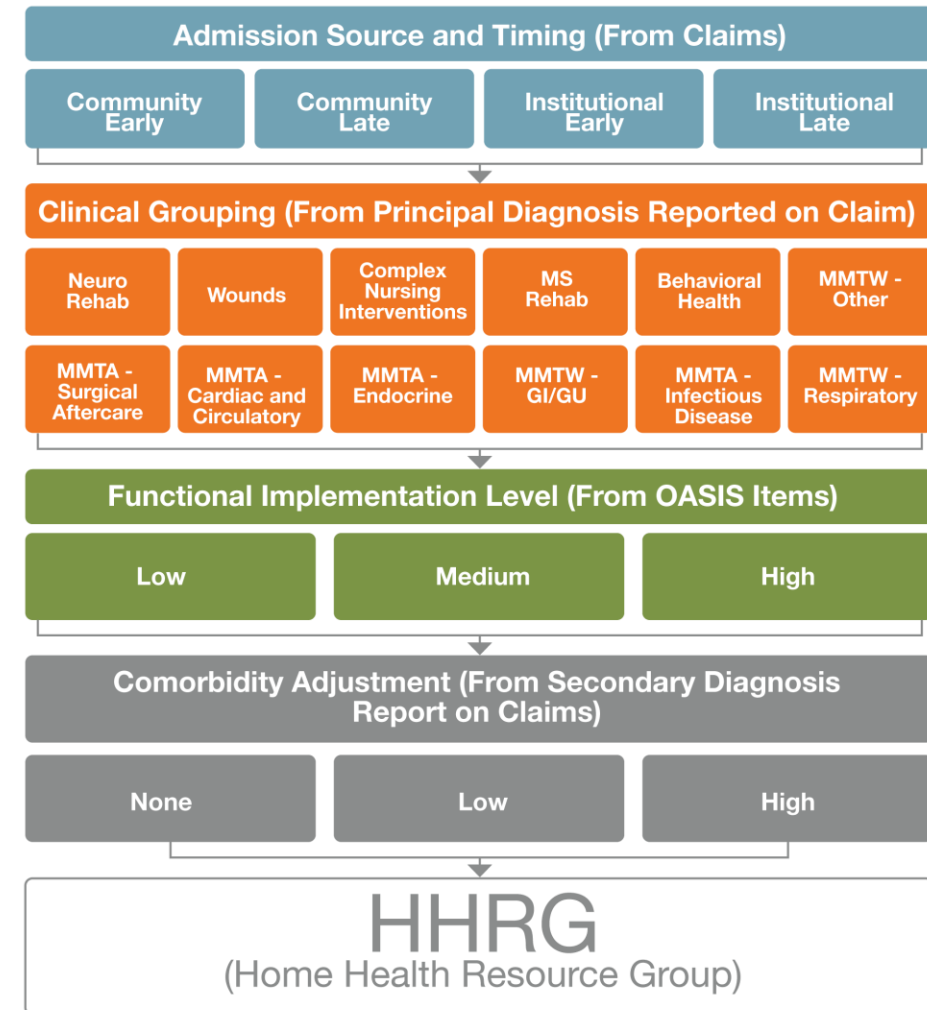 Admission Source and Timing (From Claims)
Community
Early
Community
Late
Institutional
Early
Institutional
Late
Clinical Grouping (From Principal Diagnosis Reported on Claim)
Neuro
Rehab
Wounds
Complex
Nursing
Interventions
MS
Rehab
Behavioral
Health
MMTW -
Other
MMTA -
Surgical
Aftercare
MMTA -
Cardiac and
Circulatory
MMTA -
Endocrine
MMTW -
GI/GU
MMTA -
Infectious
Disease
MMTW -
Respiratory
Functional Implementation Level (From OASIS Items)
Low
Medium
High
Comorbidity Adjustment (From Secondary Diagnosis
Report on Claims)
None
Low
High
HHRG
(Home Health Resource Group)